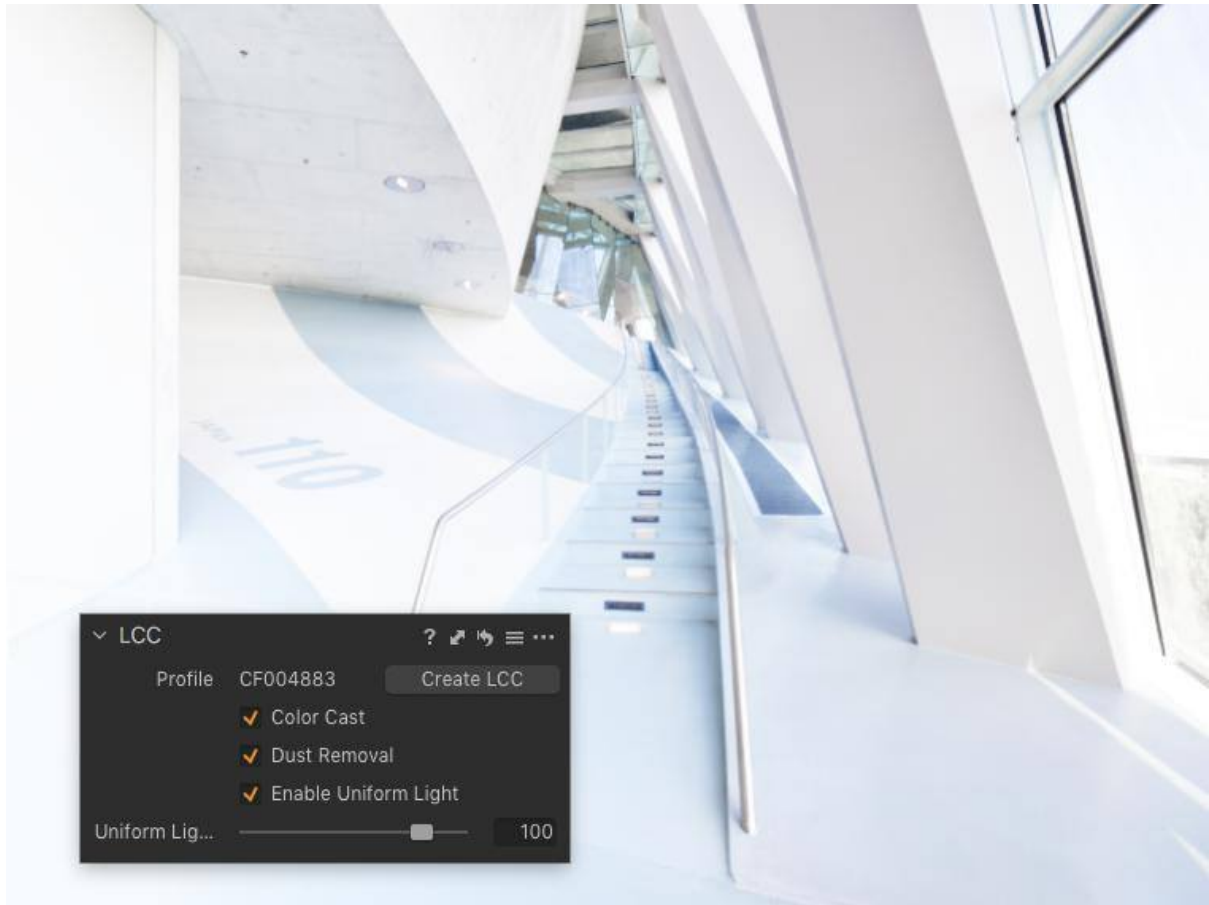 110
LCC
?
Profile CF004883 Create LCC
Color Cast
Dust Removal
Enable Uniform Light
Uniform Lig... 100